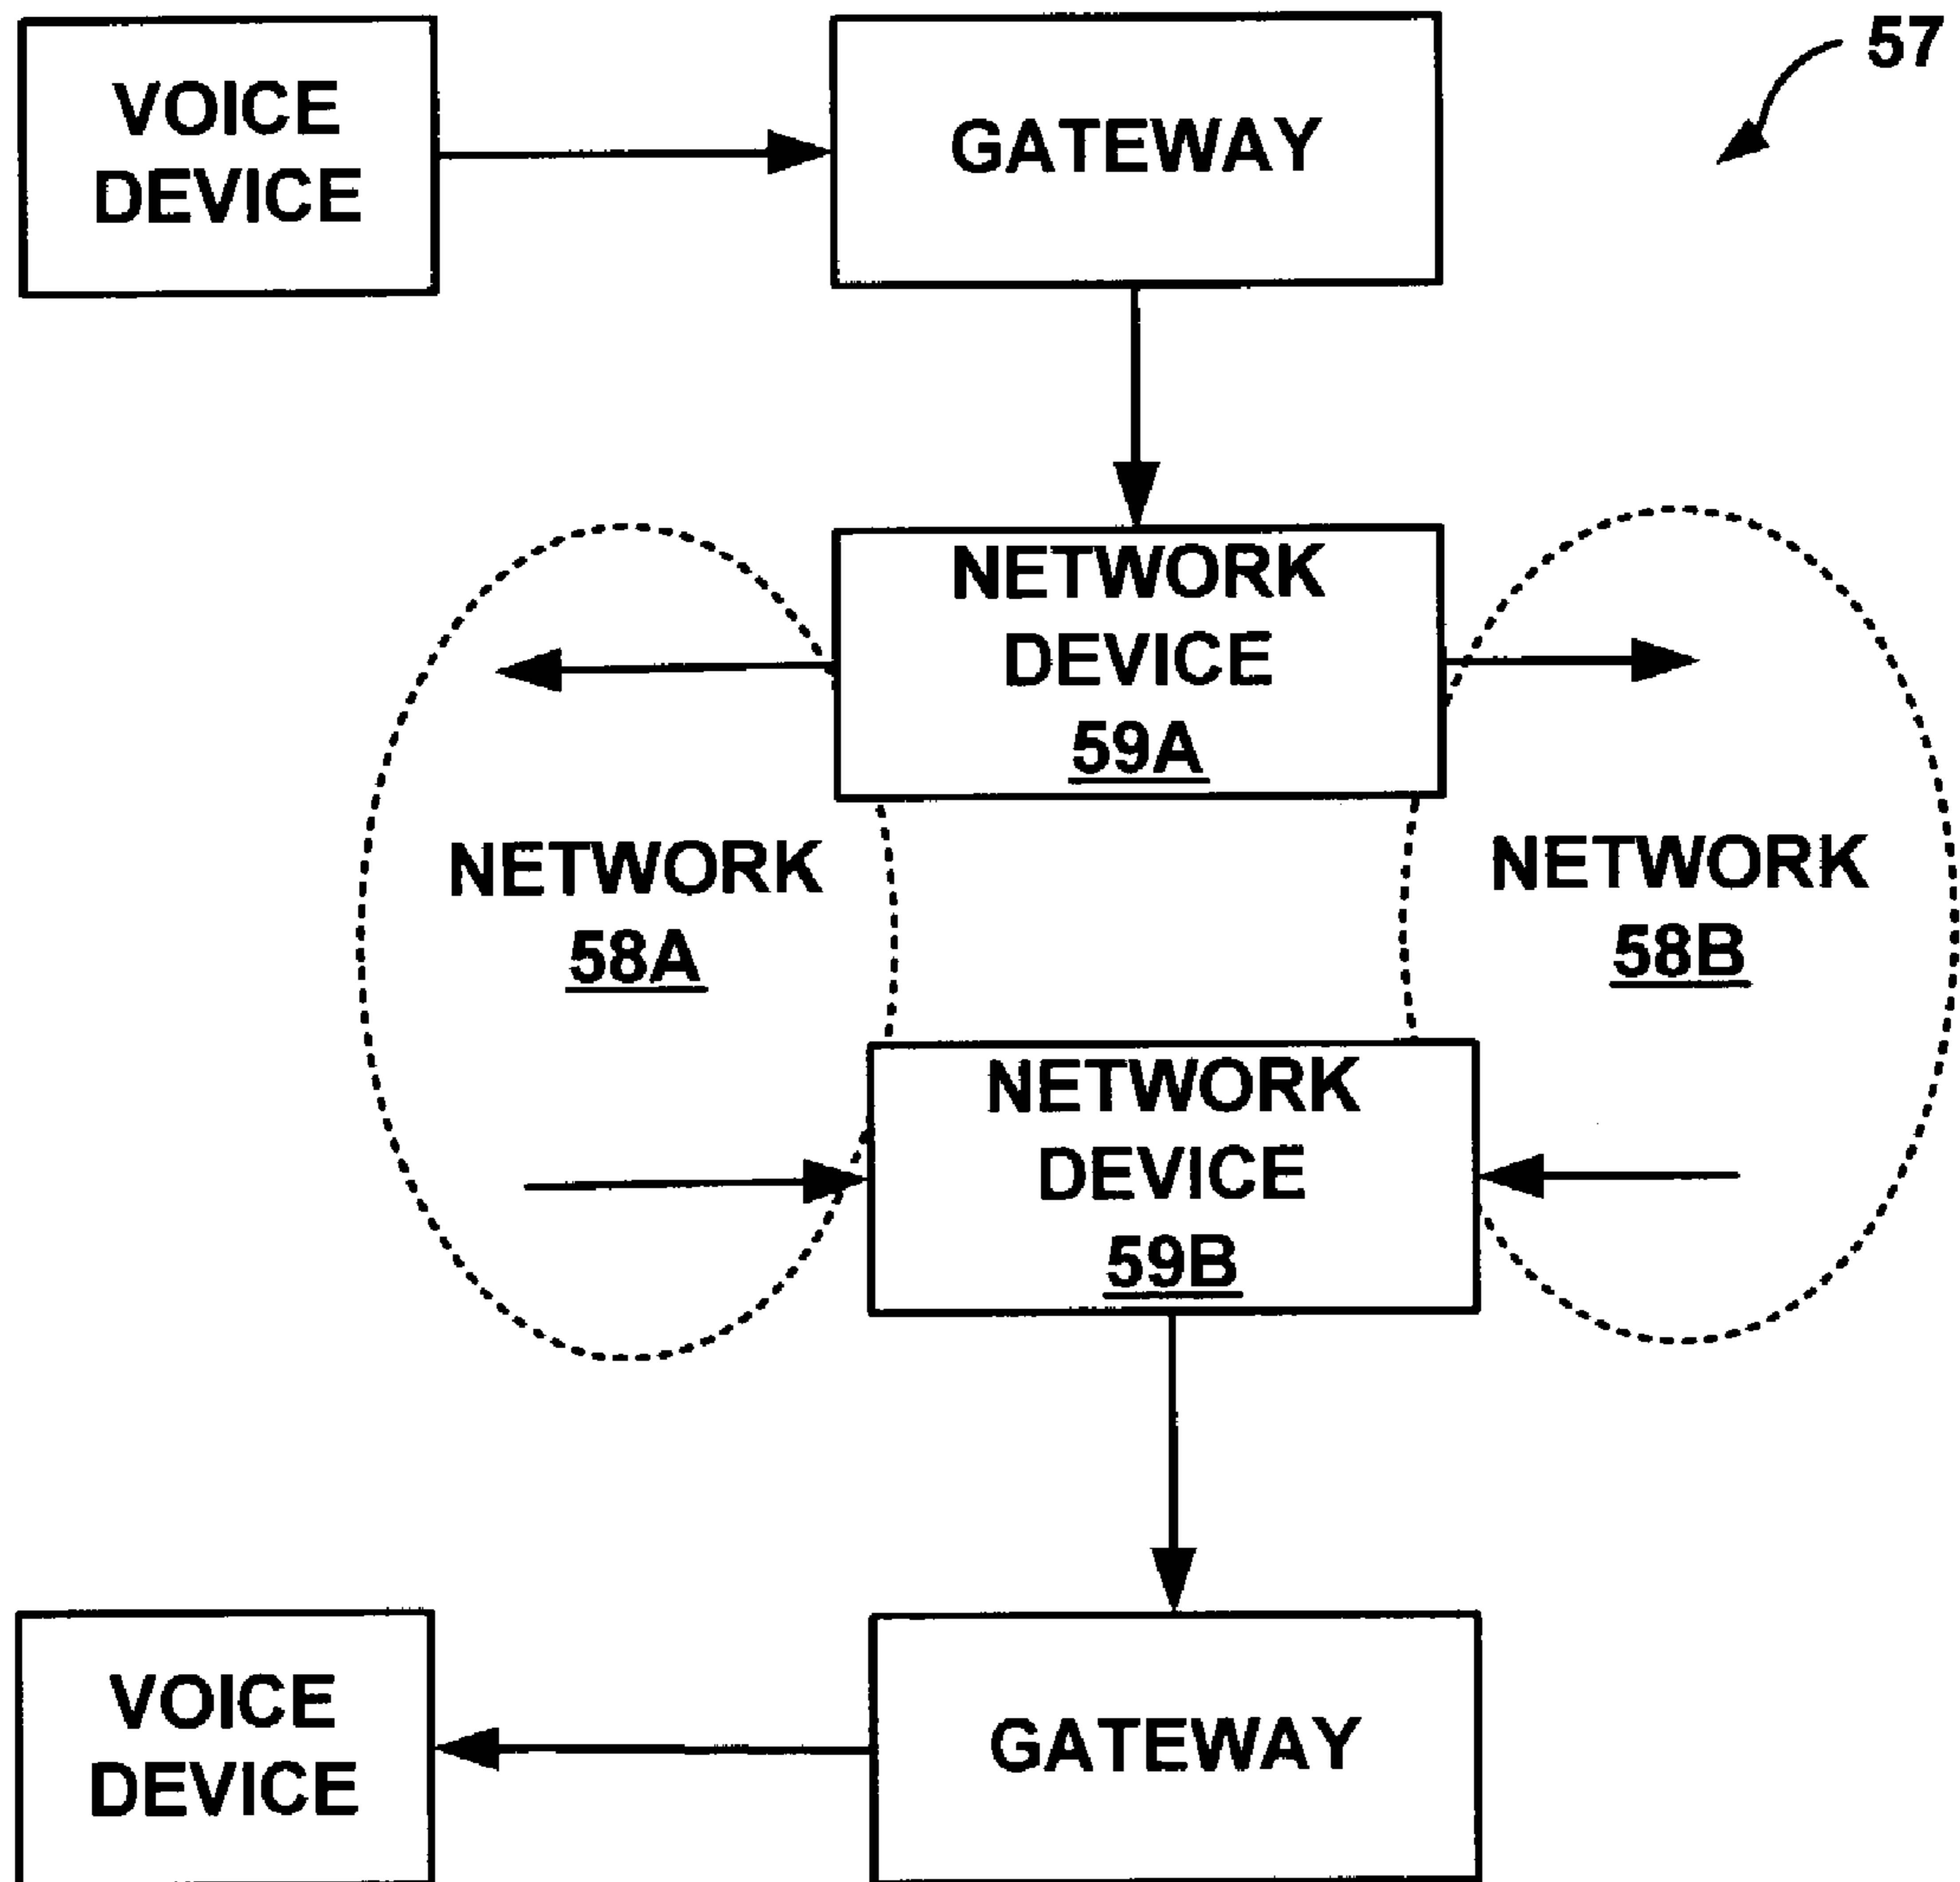 VOICE
DEVICE
GATEWAY
57
NETWORK
DEVICE
59A
NETWORK
58A
NETWORK
58B
NETWORK
DEVICE
59B
VOICE
DEVICE
GATEWAY